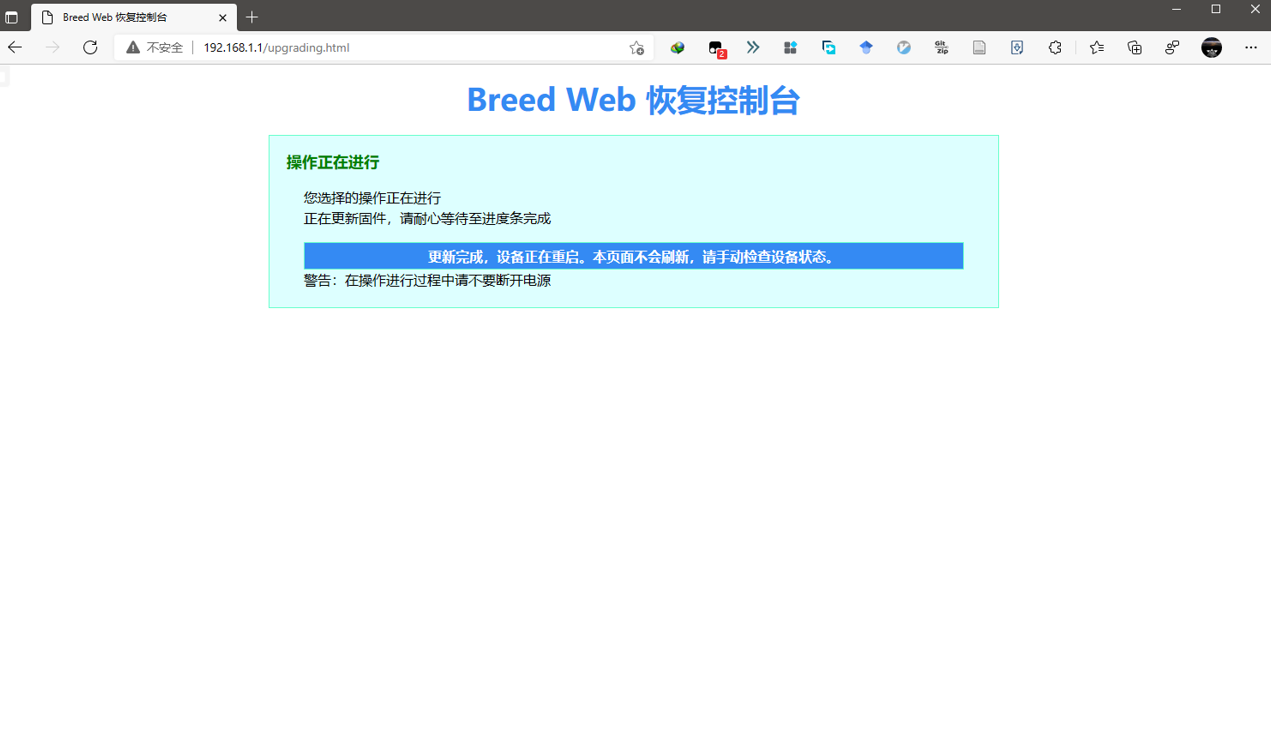 Breed Web 恢复控制台
不安全 192.168.1.1/upgrading.html
2
Git
zip
Breed Web 恢复控制台
操作正在进行
您选择的操作正在进行
正在更新固件，请耐心等待至进度条完成
更新完成，设备正在重启。本页面不会刷新，请手动检查设备状态。
警告：在操作进行过程中请不要断开电源